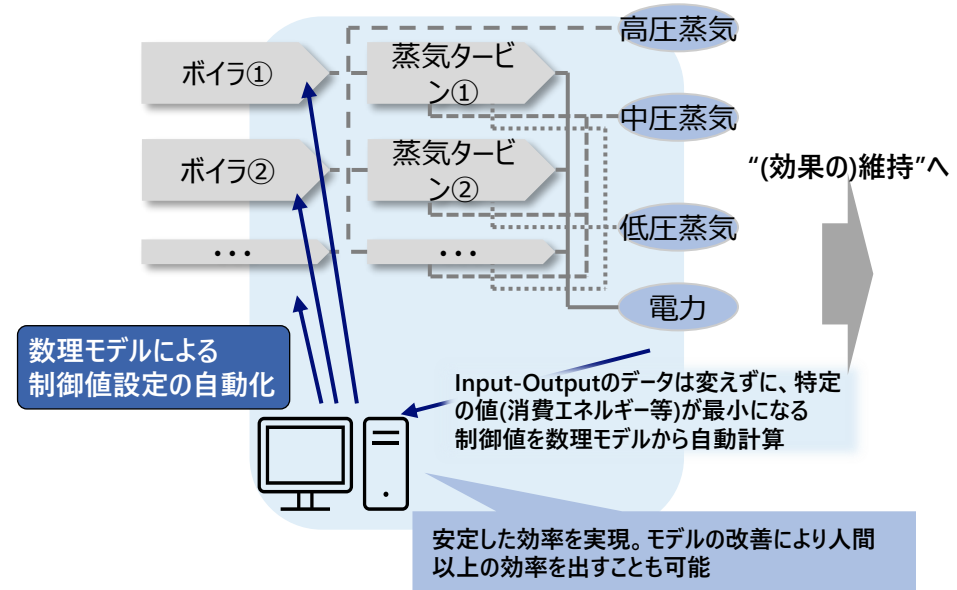 高圧蒸気
ボイラ①
蒸気タービ
ン①
中圧蒸気
ボイラ②
蒸気タービ
ン②
“(効果の)維持”へ
低圧蒸気
・・・
・・・
電力
数理モデルによる
制御値設定の自動化
Input-Outputのデータは変えずに、特定
の値(消費エネルギー等)が最小になる
制御値を数理モデルから自動計算
安定した効率を実現。モデルの改善により人間
以上の効率を出すことも可能